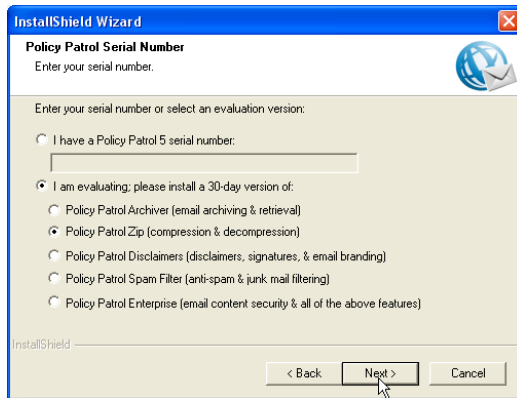 InstallShield Wizard
Policy Patrol Serial Number
Enter your serial number.
Enter your serial number or select an evaluation version:
I have a Policy Patrol 5 serial number:
I am evaluating; please install a 30-day version of:
Policy Patrol Archiver (email archiving & retrieval)
Policy Patrol Zip (compression & decompression)
Policy Patrol Disclaimers (disclaimers, signatures, & email branding)
Policy Patrol Spam Filter (anti-spam & junk mail filtering)
Policy Patrol Enterprise (email content security & all of the above features)
InstallShield
< Back Next > Cancel